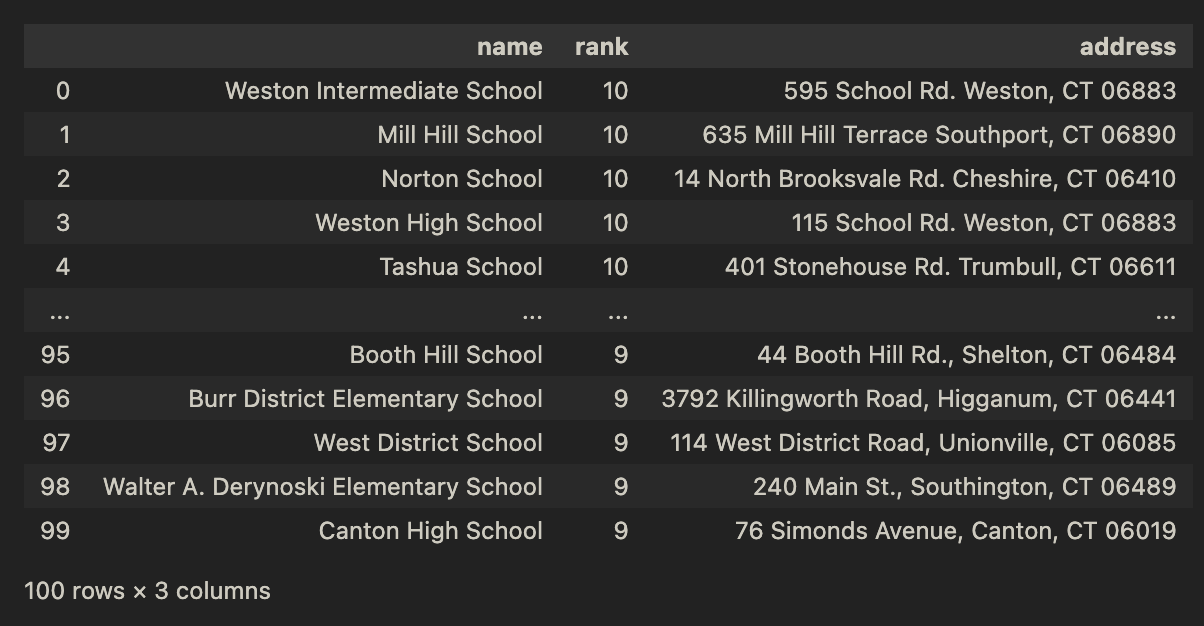 name rank address
0 Weston Intermediate School 10 595 School Rd. Weston, CT 06883
1 Mill Hill School 10 635 Mill Hill Terrace Southport, CT 06890
2 Norton School 10 14 North Brooksvale Rd. Cheshire, CT 06410
3 Weston High School 10 115 School Rd. Weston, CT 06883
4 Tashua School 10 401 Stonehouse Rd. Trumbull, CT 06611
... ... ... ...
95 Booth Hill School 9 44 Booth Hill Rd., Shelton, CT 06484
96 Burr District Elementary School 9 3792 Killingworth Road, Higganum, CT 06441
97 West District School 9 114 West District Road, Unionville, CT 06085
98 Walter A. Derynoski Elementary School 9 240 Main St., Southington, CT 06489
99 Canton High School 9 76 Simonds Avenue, Canton, CT 06019
100 rows × 3 columns